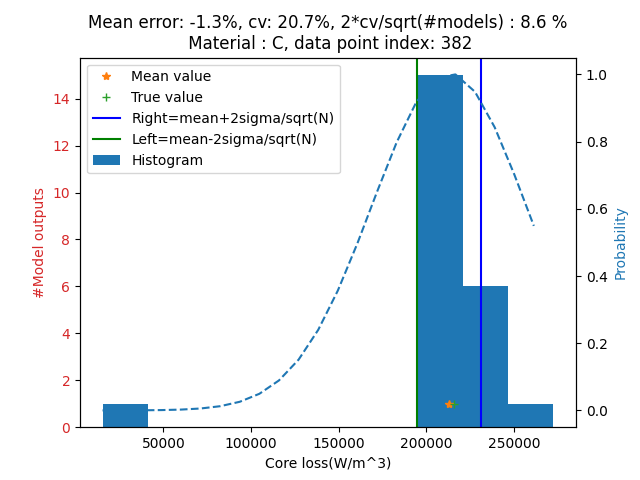 Mean error: -1.3%, cv: 20.7%, 2*cv/sqrt(#models) : 8.6 %
Material : C, data point index: 382
Mean value
True value
Right=mean+2sigma/sqrt(N)
Left=mean-2sigma/sqrt(N)
Histogram
#Model outputs
14
12
10
8
6
4
2
0
1.0
0.8
0.6
0.4
0.2
0.0
Probability
50000 100000 150000 200000 250000
Core loss(W/m^3)